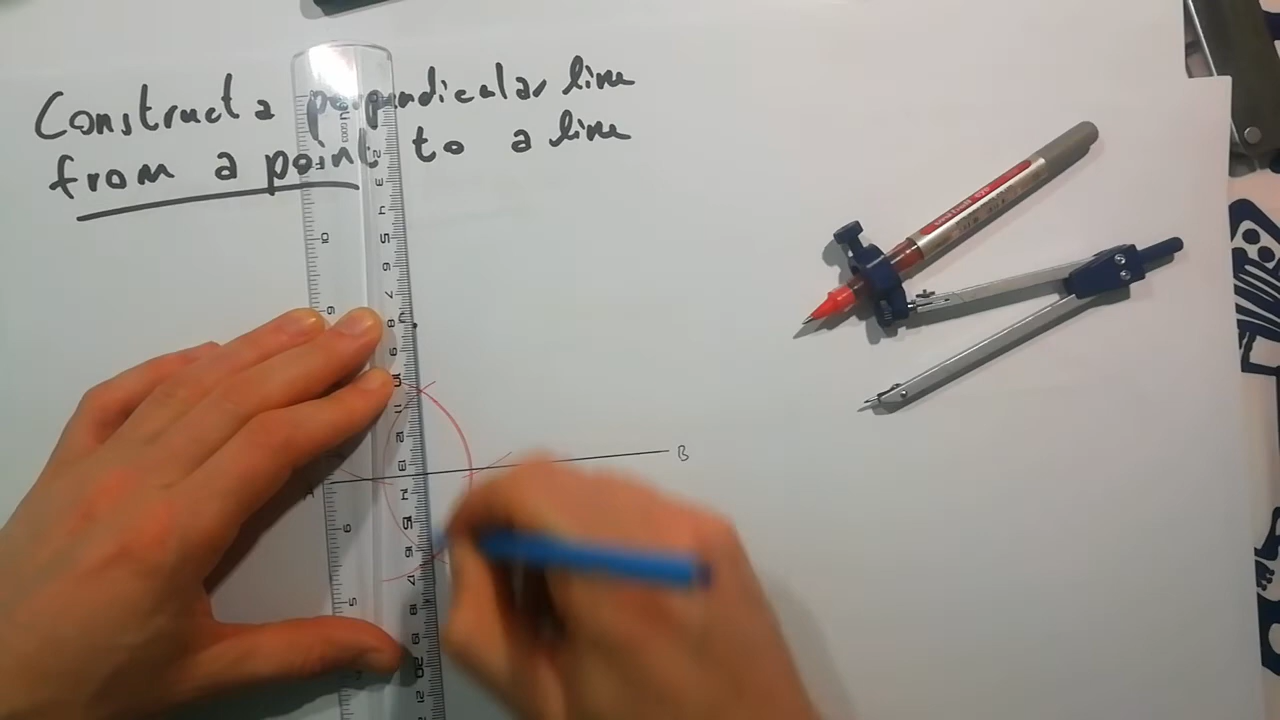 Construct a perpendicular line
from a point to a line
B